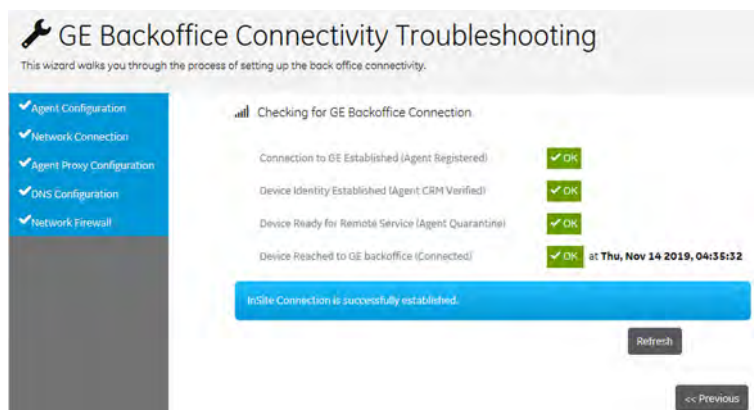 GE Backoffice Connectivity Troubleshooting
This wizard walks you through the process of setting up the back office connectivity.
Agent Configuration
Network Connection
Agent Proxy Configuration
DNS Configuration
Network Firewall
Checking for GE Backoffice Connection
Connection to GE Established (Agent Registered) OK
Device Identity Established (Agent CRM Verified) OK
Device Ready for Remote Service (Agent Quarantine) OK
Device Reached to GE backoffice (Connected) OK at Thu, Nov 14 2019, 04:35:32
InSite Connection is successfully established.
Refresh
<< Previous